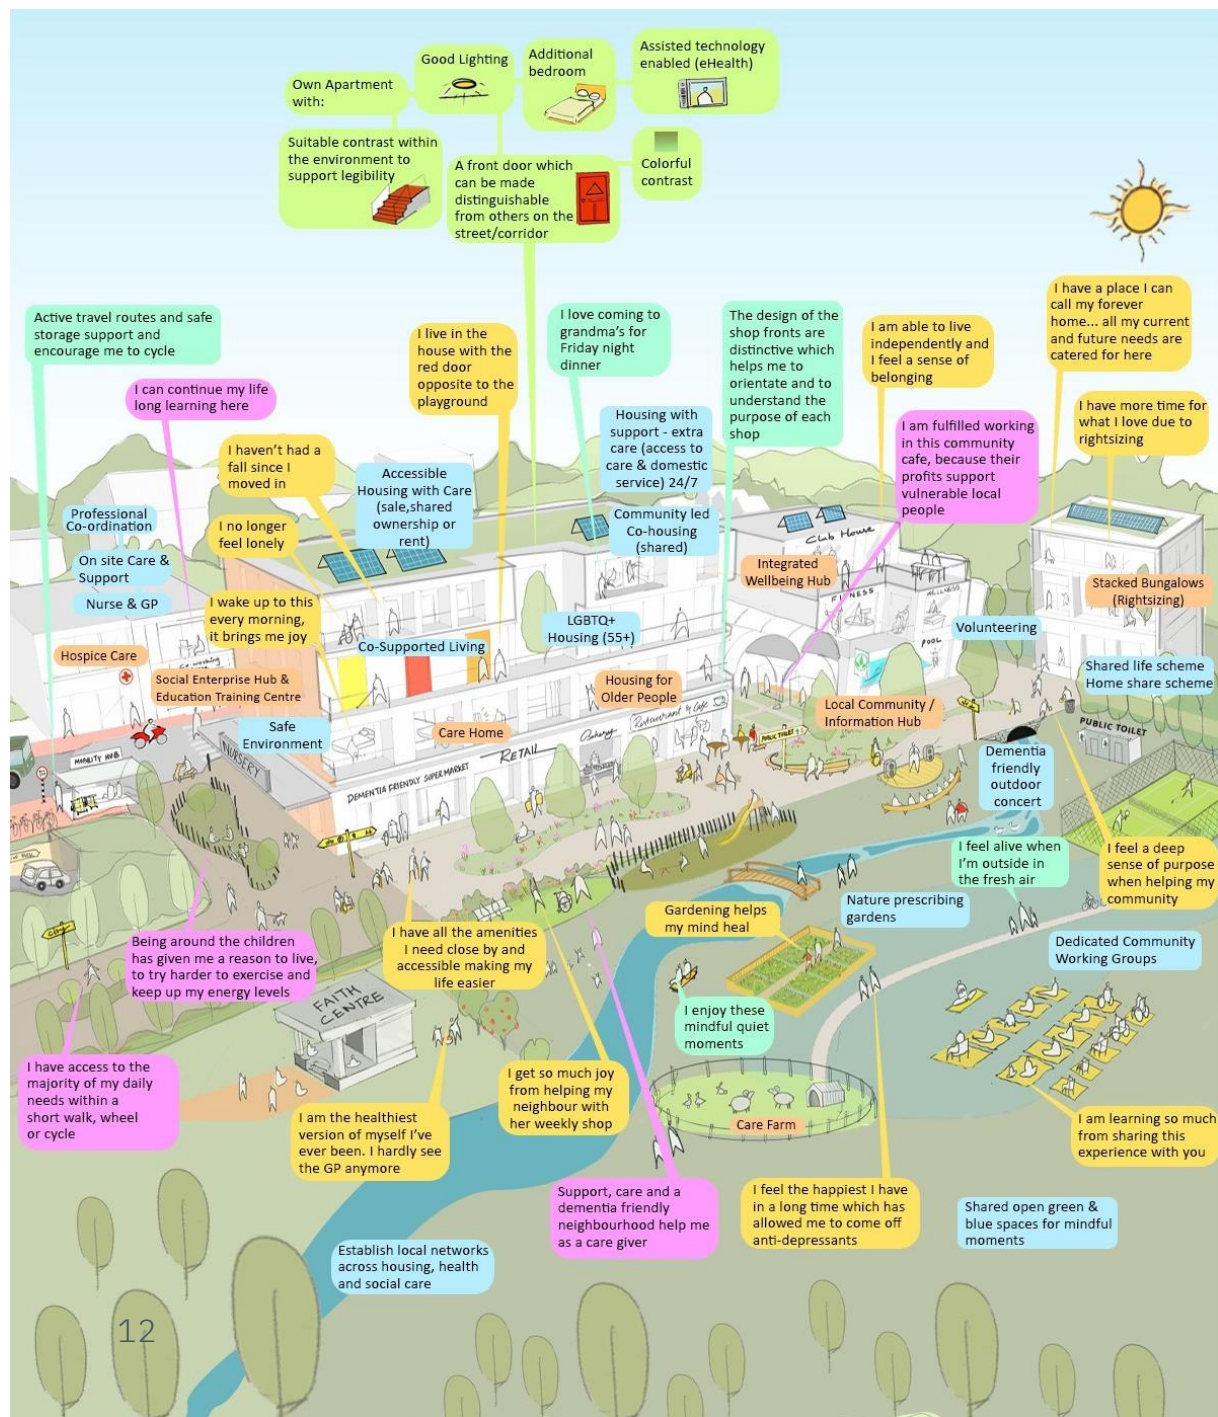 Own Apartment
with:
Good Lighting
Additional
bedroom
Assisted technology
enabled (eHealth)
Suitable contrast within
the environment to
support legibility
A front door which
can be made
distinguishable
from others on the
street/corridor
Colorful
contrast
Active travel routes and safe
storage support and
encourage me to cycle
I can continue my life
long learning here
I haven't had a
fall since I
moved in
I live in the
house with the
red door
opposite to the
playground
I love coming to
grandma's for
Friday night
dinner
The design of the
shop fronts are
distinctive which
helps me to
orientate and to
understand the
purpose of each
shop
I am able to live
independently and
I feel a sense of
belonging
I have a place I can
call my forever
home... all my current
and future needs are
catered for here
I have more time for
what I love due to
rightsizing
I am fulfilled working
in this community
cafe, because their
profits support
vulnerable local
people
Housing with
support - extra
care (access to
care & domestic
service) 24/7
Accessible
Housing with Care
(sale,shared
ownership or
rent)
Community led
Co-housing
(shared)
Professional
Co-ordination
On site Care &
Support
Nurse & GP
I no longer
feel lonely
I wake up to this
every morning,
it brings me joy
Club House
Integrated
Wellbeing Hub
FITNESS
WELLNESS
POOL
Stacked Bungalows
(Rightsizing)
Volunteering
LGBTQ+
Housing (55+)
Co-Supported Living
Hospice Care
Co-working
Social Enterprise Hub &
Education Training Centre
Housing for
Older People
Shared life scheme
Home share scheme
Local Community /
Information Hub
Safe
Environment
Care Home
NURSERY
MOBILITY HUB
DEMENTIA FRIENDLY SUPERMARKET
RETAIL
Bakery
Restaurant & Cafe
PUBLIC TOILET
PUBLIC TOILET
Dementia
friendly
outdoor
concert
I feel alive when
I'm outside in
the fresh air
I feel a deep
sense of purpose
when helping my
community
Nature prescribing
gardens
Gardening helps
my mind heal
Dedicated Community
Working Groups
Being around the children
has given me a reason to live,
to try harder to exercise and
keep up my energy levels
I have all the amenities
I need close by and
accessible making my
life easier
FAITH
CENTRE
I enjoy these
mindful quiet
moments
I have access to the
majority of my daily
needs within a
short walk, wheel
or cycle
I am the healthiest
version of myself I've
ever been. I hardly see
the GP anymore
I get so much joy
from helping my
neighbour with
her weekly shop
Care Farm
I am learning so much
from sharing this
experience with you
Support, care and a
dementia friendly
neighbourhood help me
as a care giver
I feel the happiest I have
in a long time which has
allowed me to come off
anti-depressants
Shared open green &
blue spaces for mindful
moments
Establish local networks
across housing, health
and social care
12